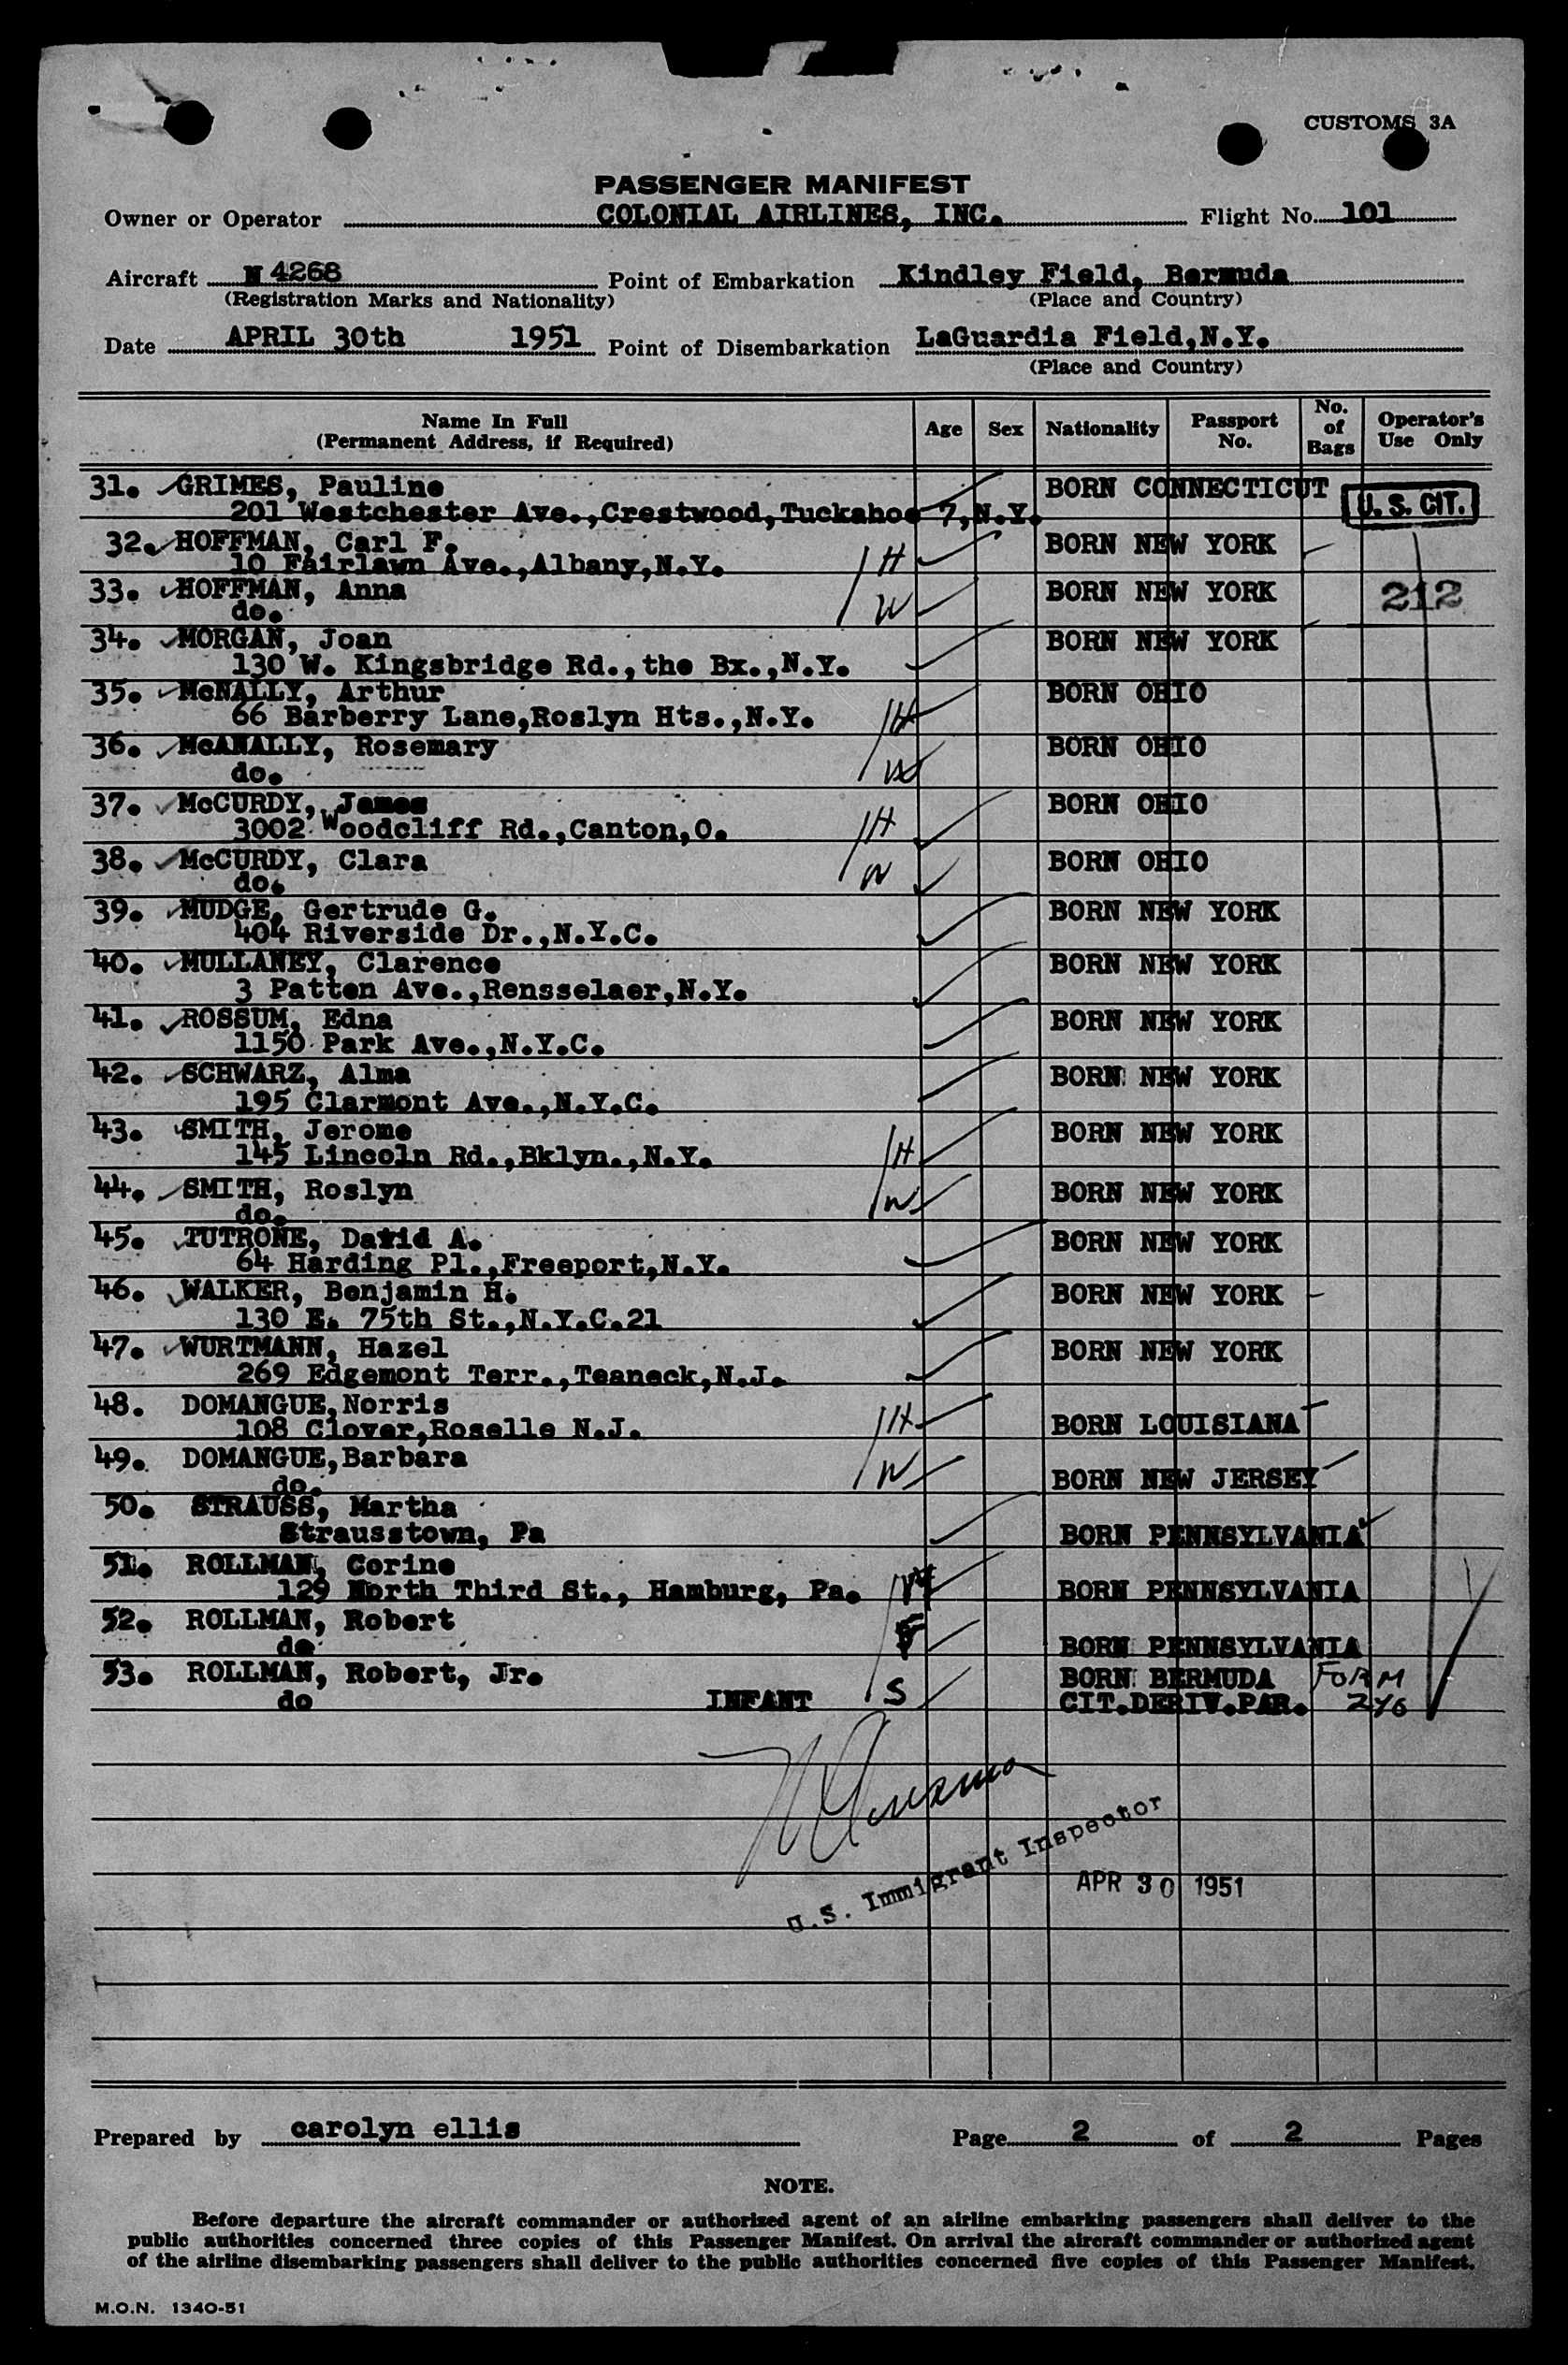 CUSTOMS 3A
PASSENGER MANIFEST
Owner or Operator COLONIAL AIRLINES, INC. Flight No. 101
Aircraft N 4268 Point of Embarkation Kindley Field, Bermuda
(Registration Marks and Nationality) (Place and Country)
Date APRIL 30th 1951 Point of Disembarkation LaGuardia Field,N.Y.
(Place and Country)
Name In Full (Permanent Address, if Required) Age Sex Nationality Passport No. No. of Bags Operator's Use Only
31. GRIMES, Pauline BORN CONNECTICUT U.S. CIT.
201 Westchester Ave.,Crestwood,Tuckahoe 7,N.Y.
32. HOFFMAN, Carl F. H BORN NEW YORK
10 Fairlawn Ave.,Albany,N.Y.
33. HOFFMAN, Anna W BORN NEW YORK 212
do.
34. MORGAN, Joan BORN NEW YORK
130 W. Kingsbridge Rd.,the Bx.,N.Y.
35. McNALLY, Arthur BORN OHIO
66 Barberry Lane,Roslyn Hts.,N.Y. H
36. McANALLY, Rosemary BORN OHIO
do. W
37. McCURDY, James BORN OHIO
3002 Woodcliff Rd.,Canton,O. H
38. McCURDY, Clara BORN OHIO
do. W
39. MUDGE, Gertrude G. BORN NEW YORK
404 Riverside Dr.,N.Y.C.
40. MULLANEY, Clarence BORN NEW YORK
3 Patten Ave.,Rensselaer,N.Y.
41. ROSSUM, Edna BORN NEW YORK
1150 Park Ave.,N.Y.C.
42. SCHWARZ, Alma BORN NEW YORK
195 Clarmont Ave.,N.Y.C.
43. SMITH, Jerome BORN NEW YORK
145 Lincoln Rd.,Bklyn.,N.Y. H
44. SMITH, Roslyn W BORN NEW YORK
do.
45. TUTRONE, David A. BORN NEW YORK
64 Harding Pl.,Freeport,N.Y.
46. WALKER, Benjamin H. BORN NEW YORK
130 E. 75th St.,N.Y.C.21
47. WURTMANN, Hazel BORN NEW YORK
269 Edgemont Terr.,Teaneck,N.J.
48. DOMANGUE,Norris
108 Clover,Roselle N.J. H BORN LOUISIANA
49. DOMANGUE,Barbara
do. W BORN NEW JERSEY
50. STRAUSS, Martha
Strausstown, Pa BORN PENNSYLVANIA
51. ROLLMAN, Corine
129 North Third St., Hamburg, Pa. BORN PENNSYLVANIA
52. ROLLMAN, Robert
do BORN PENNSYLVANIA
53. ROLLMAN, Robert, Jr. BORN BERMUDA FORM
do INFANT S CIT.DERIV.PAR. 246
U.S. Immigrant Inspector
APR 30 1951
Prepared by carolyn ellis Page 2 of 2 Pages
NOTE.
Before departure the aircraft commander or authorized agent of an airline embarking passengers shall deliver to the
public authorities concerned three copies of this Passenger Manifest. On arrival the aircraft commander or authorized agent
of the airline disembarking passengers shall deliver to the public authorities concerned five copies of this Passenger Manifest.
M.O.N. 1340-51